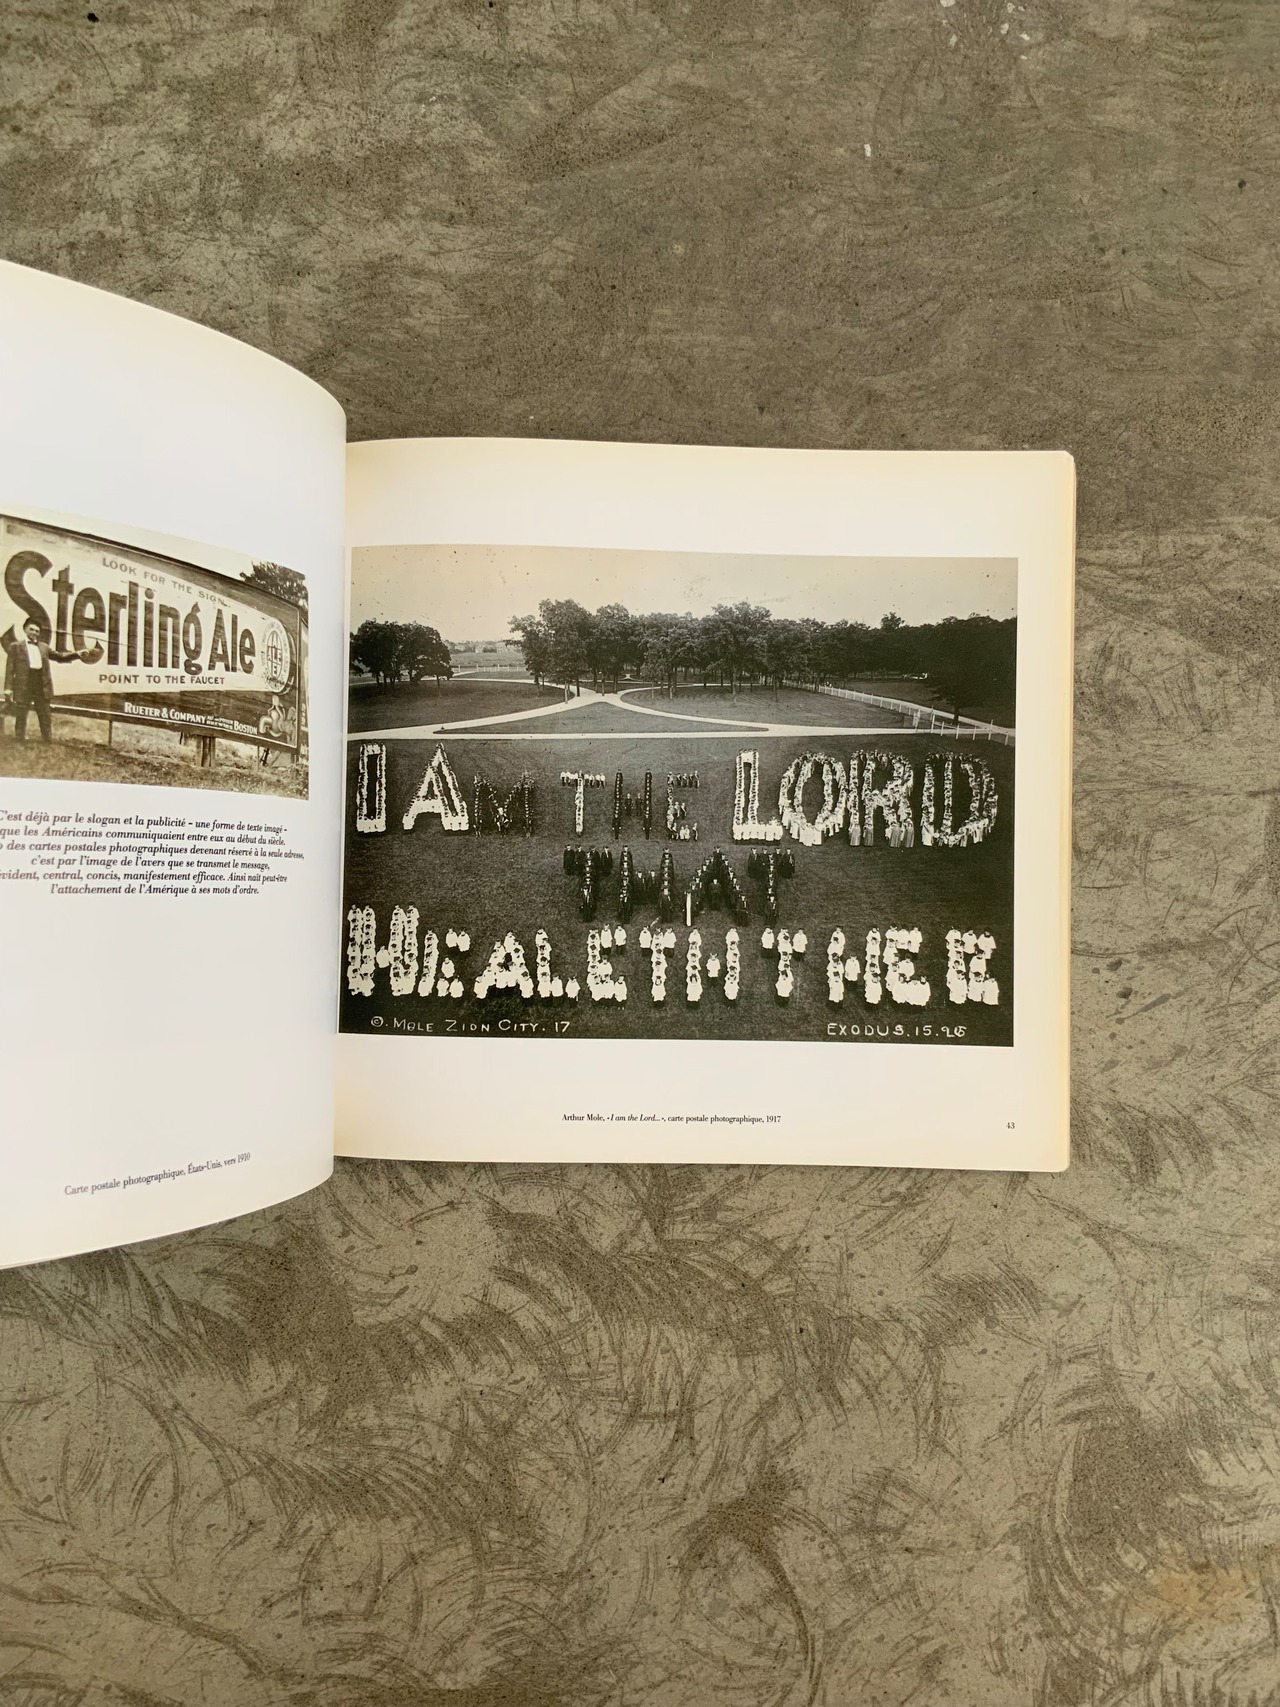 LOOK FOR THE SIGN
Sterling Ale
POINT TO THE FAUCET
RUETER & COMPANY BOSTON
C'est déjà par le slogan et la publicité – une forme de texte imagé –
que les Américains communiquaient entre eux au début du siècle.
des cartes postales photographiques devenant réservé à la seule adresse,
c'est par l'image de l'avers que se transmet le message,
évident, central, concis, manifestement efficace. Ainsi naît peut-être
l'attachement de l'Amérique à ses mots d'ordre.
Carte postale photographique, États-Unis, vers 1910
I AM THE LORD
THAT
HEALETH THEE
©. MOLE ZION CITY. 17
EXODUS. 15. 26
Arthur Mole, «I am the Lord...», carte postale photographique, 1917
43